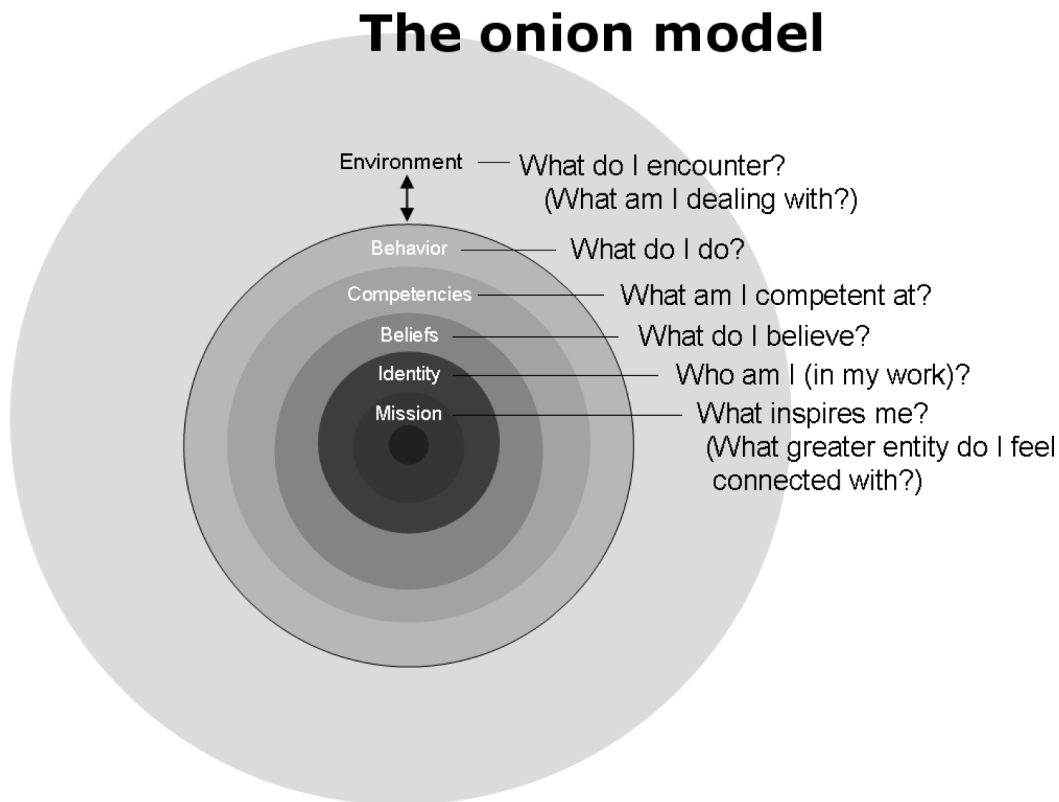 The onion model
Environment
What do I encounter?
(What am I dealing with?)
Behavior
What do I do?
Competencies
What am I competent at?
Beliefs
What do I believe?
Identity
Who am I (in my work)?
Mission
What inspires me?
(What greater entity do I feel
connected with?)